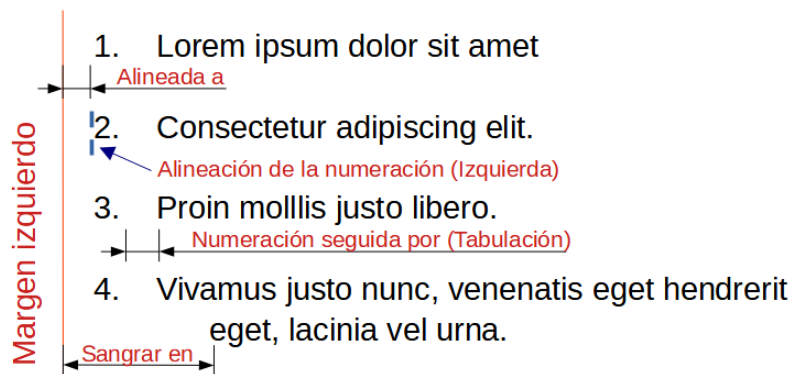 1. Lorem ipsum dolor sit amet
Alineada a
2. Consectetur adipiscing elit.
Alineación de la numeración (Izquierda)
3. Proin molllis justo libero.
Numeración seguida por (Tabulación)
4. Vivamus justo nunc, venenatis eget hendrerit
eget, lacinia vel urna.
Sangrar en
Margen izquierdo